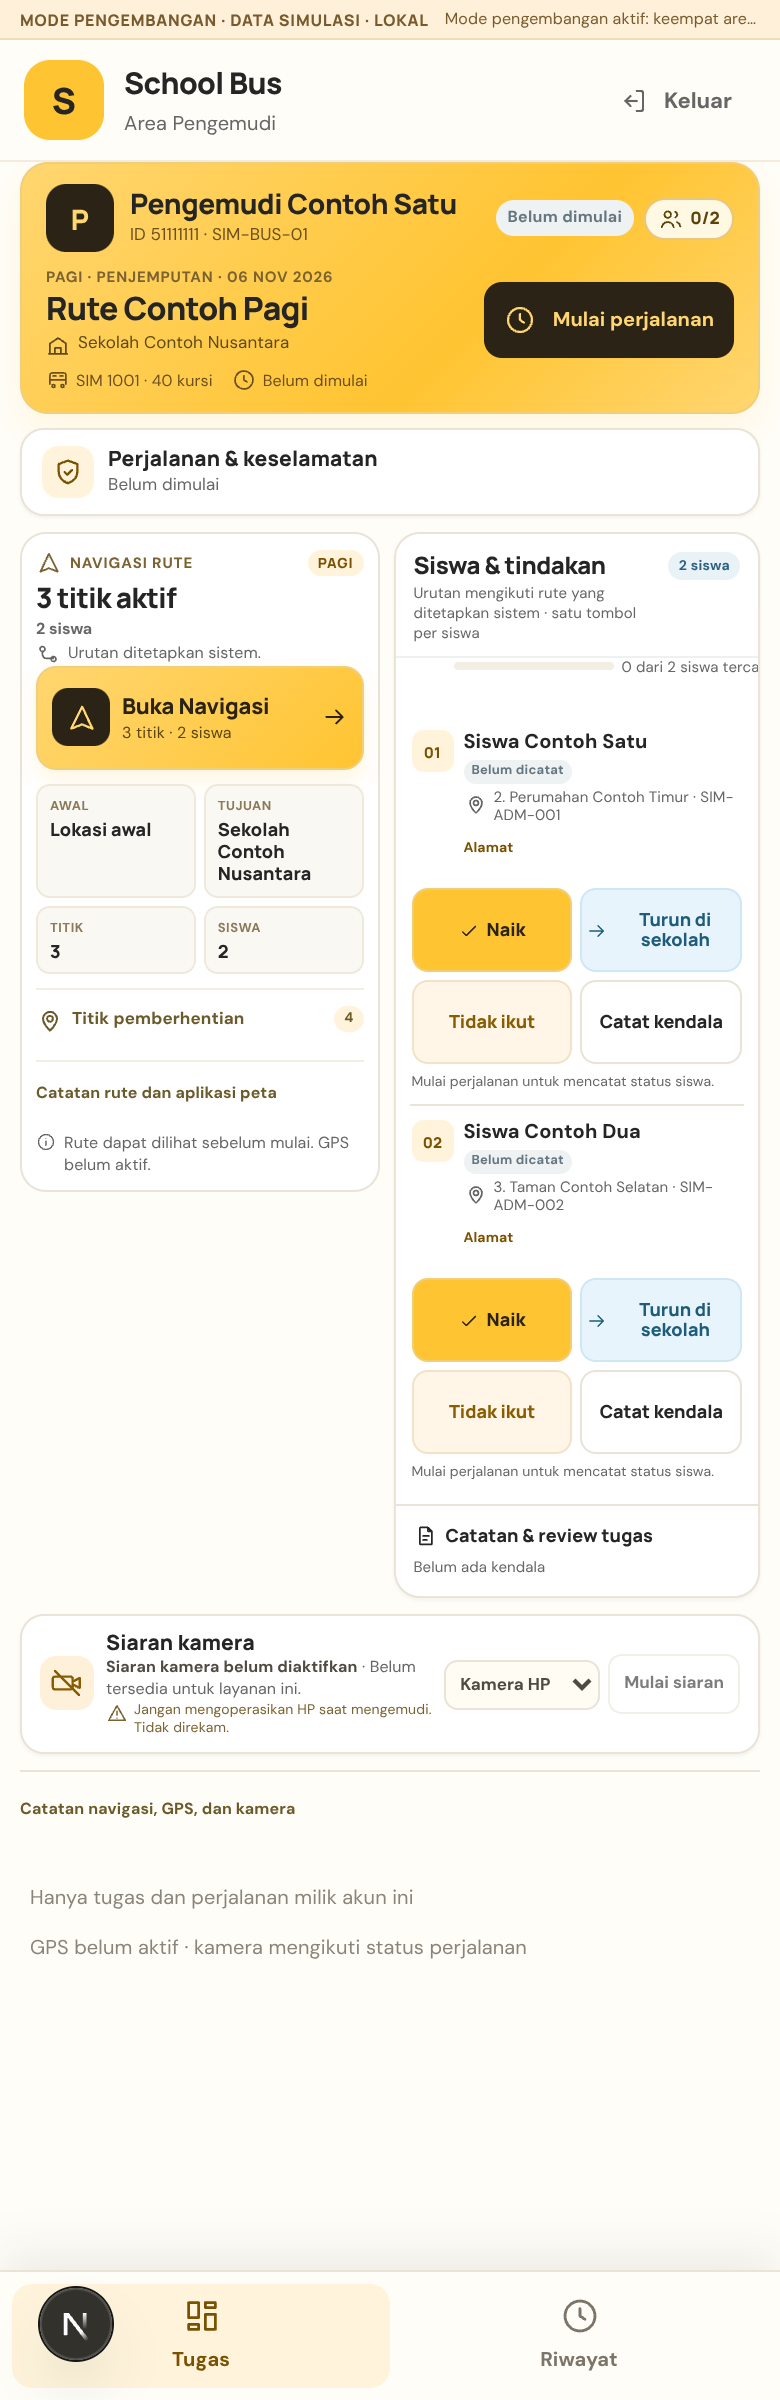 MODE PENGEMBANGAN · DATA SIMULASI · LOKAL
Mode pengembangan aktif: keempat are…
S
School Bus
Area Pengemudi
Keluar
P
Pengemudi Contoh Satu
ID 51111111 · SIM-BUS-01
Belum dimulai
0/2
PAGI · PENJEMPUTAN · 06 NOV 2026
Rute Contoh Pagi
Sekolah Contoh Nusantara
SIM 1001 · 40 kursi
Belum dimulai
Mulai perjalanan
Perjalanan & keselamatan
Belum dimulai
NAVIGASI RUTE
PAGI
3 titik aktif
2 siswa
Urutan ditetapkan sistem.
Buka Navigasi
3 titik · 2 siswa
AWAL
Lokasi awal
TUJUAN
Sekolah
Contoh
Nusantara
TITIK
3
SISWA
2
Titik pemberhentian
4
Catatan rute dan aplikasi peta
Rute dapat dilihat sebelum mulai. GPS
belum aktif.
Siswa & tindakan
2 siswa
Urutan mengikuti rute yang
ditetapkan sistem · satu tombol
per siswa
0 dari 2 siswa terca
01
Siswa Contoh Satu
Belum dicatat
2. Perumahan Contoh Timur · SIM-
ADM-001
Alamat
Naik
Turun di
sekolah
Tidak ikut
Catat kendala
Mulai perjalanan untuk mencatat status siswa.
02
Siswa Contoh Dua
Belum dicatat
3. Taman Contoh Selatan · SIM-
ADM-002
Alamat
Naik
Turun di
sekolah
Tidak ikut
Catat kendala
Mulai perjalanan untuk mencatat status siswa.
Catatan & review tugas
Belum ada kendala
Siaran kamera
Siaran kamera belum diaktifkan · Belum
tersedia untuk layanan ini.
Jangan mengoperasikan HP saat mengemudi.
Tidak direkam.
Kamera HP
Mulai siaran
Catatan navigasi, GPS, dan kamera
Hanya tugas dan perjalanan milik akun ini
GPS belum aktif · kamera mengikuti status perjalanan
N
Tugas
Riwayat